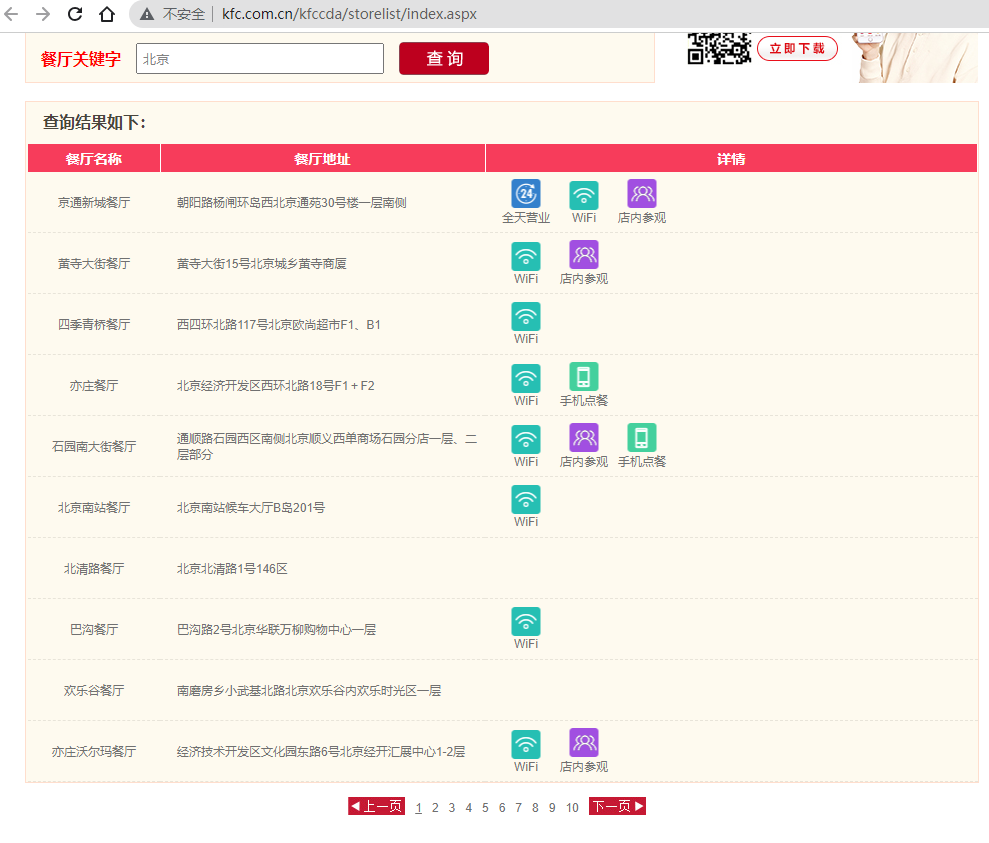 不安全 kfc.com.cn/kfccda/storelist/index.aspx
餐厅关键字 北京 查 询 立即下载
查询结果如下：
餐厅名称 餐厅地址 详情
京通新城餐厅 朝阳路杨闸环岛西北京通苑30号楼一层南侧 24 全天营业 WiFi 店内参观
黄寺大街餐厅 黄寺大街15号北京城乡黄寺商厦 WiFi 店内参观
四季青桥餐厅 西四环北路117号北京欧尚超市F1、B1 WiFi
亦庄餐厅 北京经济开发区西环北路18号F1＋F2 WiFi 手机点餐
石园南大街餐厅 通顺路石园西区南侧北京顺义西单商场石园分店一层、二
层部分 WiFi 店内参观 手机点餐
北京南站餐厅 北京南站候车大厅B岛201号 WiFi
北清路餐厅 北京北清路1号146区
巴沟餐厅 巴沟路2号北京华联万柳购物中心一层 WiFi
欢乐谷餐厅 南磨房乡小武基北路北京欢乐谷内欢乐时光区一层
亦庄沃尔玛餐厅 经济技术开发区文化园东路6号北京经开汇展中心1-2层 WiFi 店内参观
上一页 1 2 3 4 5 6 7 8 9 10 下一页